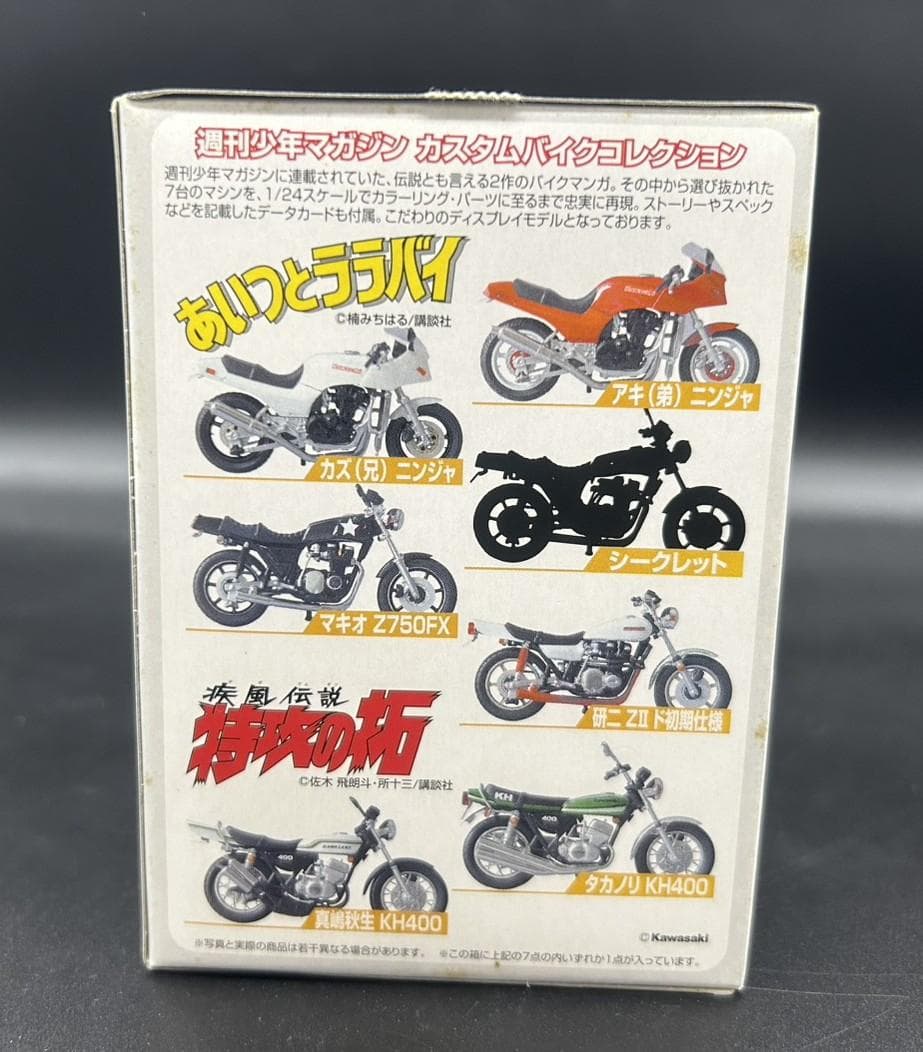 週刊少年マガジン カスタムバイクコレクション
週刊少年マガジンに連載されていた、伝説とも言える2作のバイクマンガ。その中から選び抜かれた
7台のマシンを、1/24スケールでカラーリング・パーツに至るまで忠実に再現。ストーリーやスペック
などを記載したデータカードも付属。こだわりのディスプレイモデルとなっております。
あいつとララバイ
©楠みちはる/講談社
アキ(弟) ニンジャ
カズ(兄) ニンジャ
シークレット
マキオ Z750FX
研二 ZⅡ ド初期仕様
疾風伝説
特攻の拓
©佐木 飛朗斗・所十三/講談社
KH
400
タカノリ KH400
400
真嶋秋生 KH400
©Kawasaki
※写真と実際の商品は若干異なる場合があります。 ※この箱に上記の7点の内いずれか1点が入っています。